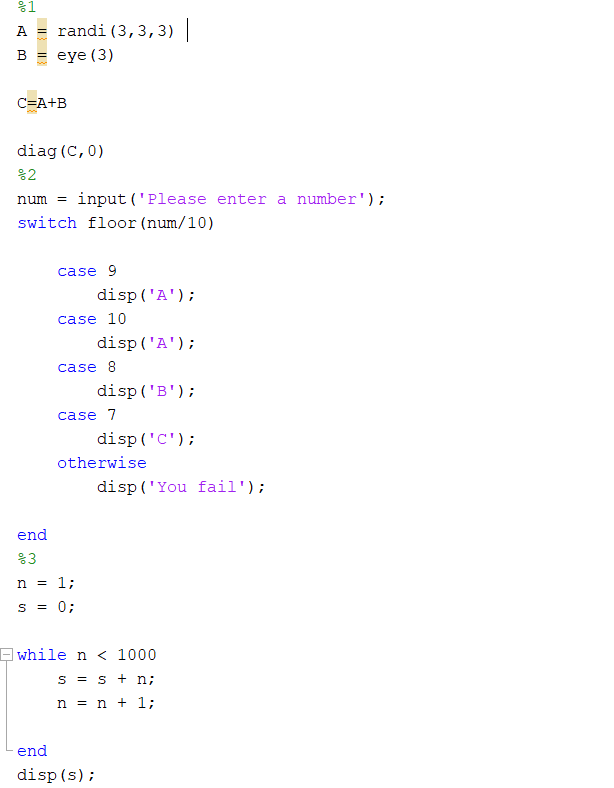 %1
A = randi(3,3,3)
B = eye(3)
C=A+B
diag(C,0)
%2
num = input('Please enter a number');
switch floor(num/10)
case 9
disp('A');
case 10
disp('A');
case 8
disp('B');
case 7
disp('C');
otherwise
disp('You fail');
end
%3
n = 1;
s = 0;
while n < 1000
s = s + n;
n = n + 1;
end
disp(s);